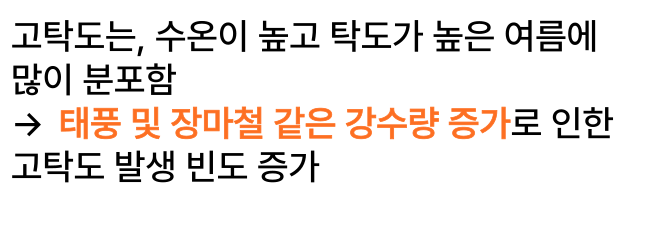 고탁도는, 수온이 높고 탁도가 높은 여름에
많이 분포함
→ 태풍 및 장마철 같은 강수량 증가로 인한
고탁도 발생 빈도 증가